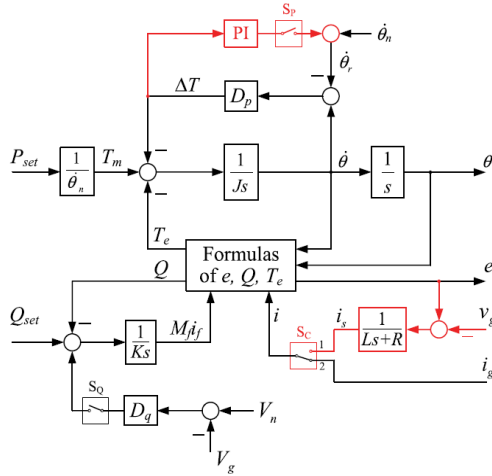 S_P
PI
θ̇_n
θ̇_r
ΔT
D_p
P_set
1/θ̇_n
T_m
1/Js
θ̇
1/s
θ
T_e
Q
Formulas
of e, Q, T_e
e
Q_set
1/Ks
M_f i_f
i
S_C
1
2
i_s
1/Ls+R
v_g
i_g
S_Q
D_q
V_n
V_g